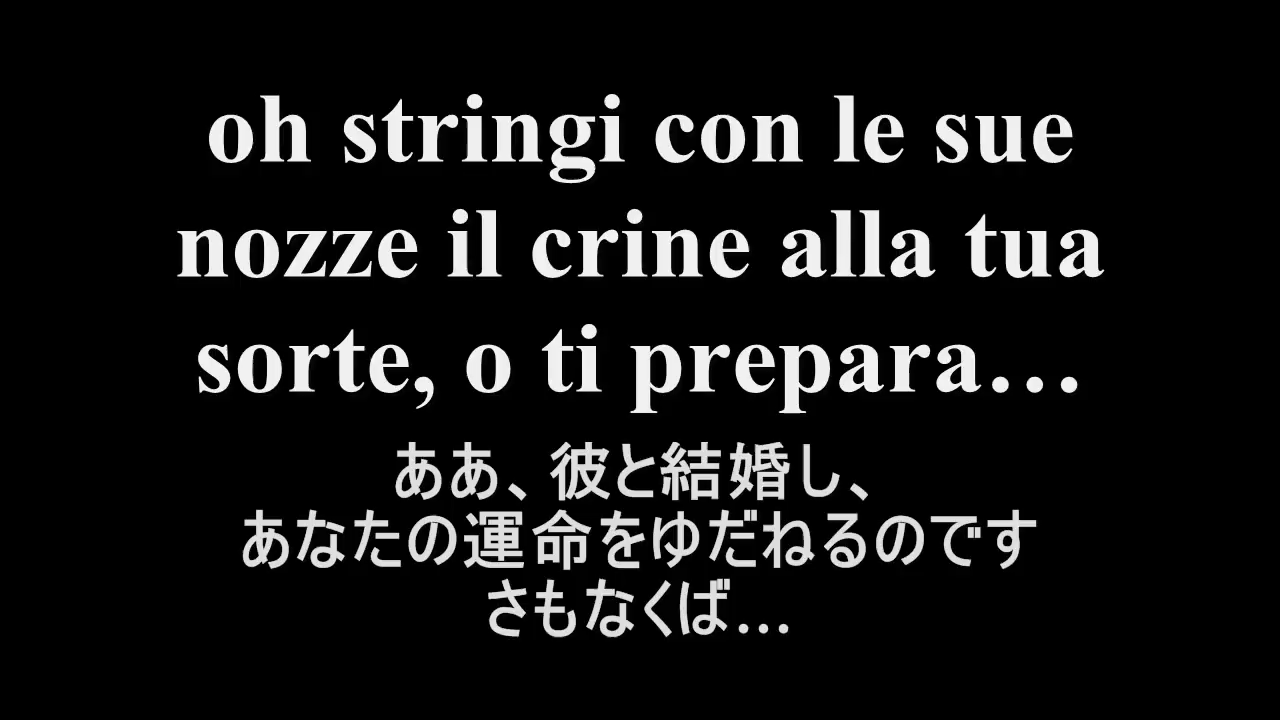 oh stringi con le sue
nozze il crine alla tua
sorte, o ti prepara…
ああ、彼と結婚し、
あなたの運命をゆだねるのです
さもなくば…